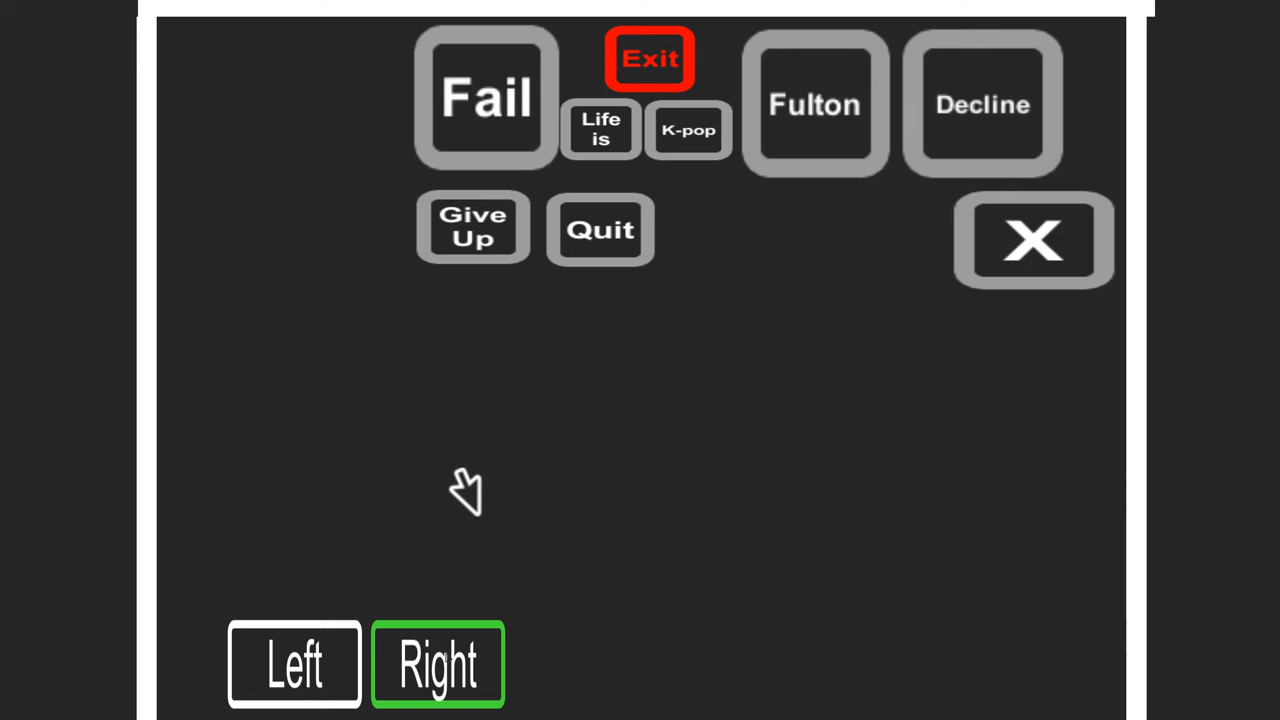 Fail
Exit
Life
is
K-pop
Fulton
Decline
Give
Up
Quit
X
Left
Right